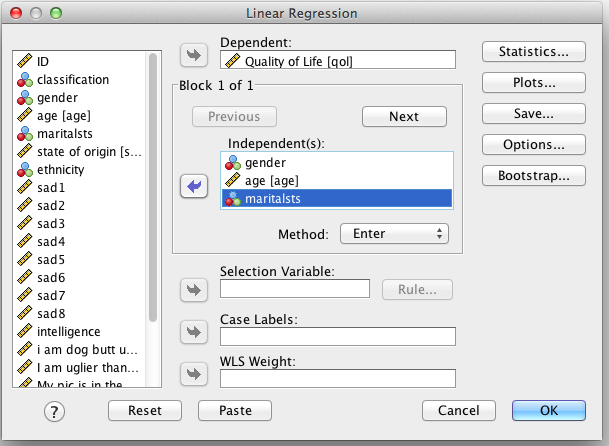 Linear Regression
ID
classification
gender
age [age]
maritalsts
state of origin [s...
ethnicity
sad1
sad2
sad3
sad4
sad5
sad6
sad7
sad8
intelligence
i am dog butt u...
I am uglier than...
My pic is in the
Dependent:
Quality of Life [qol]
Block 1 of 1
Previous
Next
Independent(s):
gender
age [age]
maritalsts
Method:
Enter
Selection Variable:
Rule...
Case Labels:
WLS Weight:
Statistics...
Plots...
Save...
Options...
Bootstrap...
?
Reset
Paste
Cancel
OK